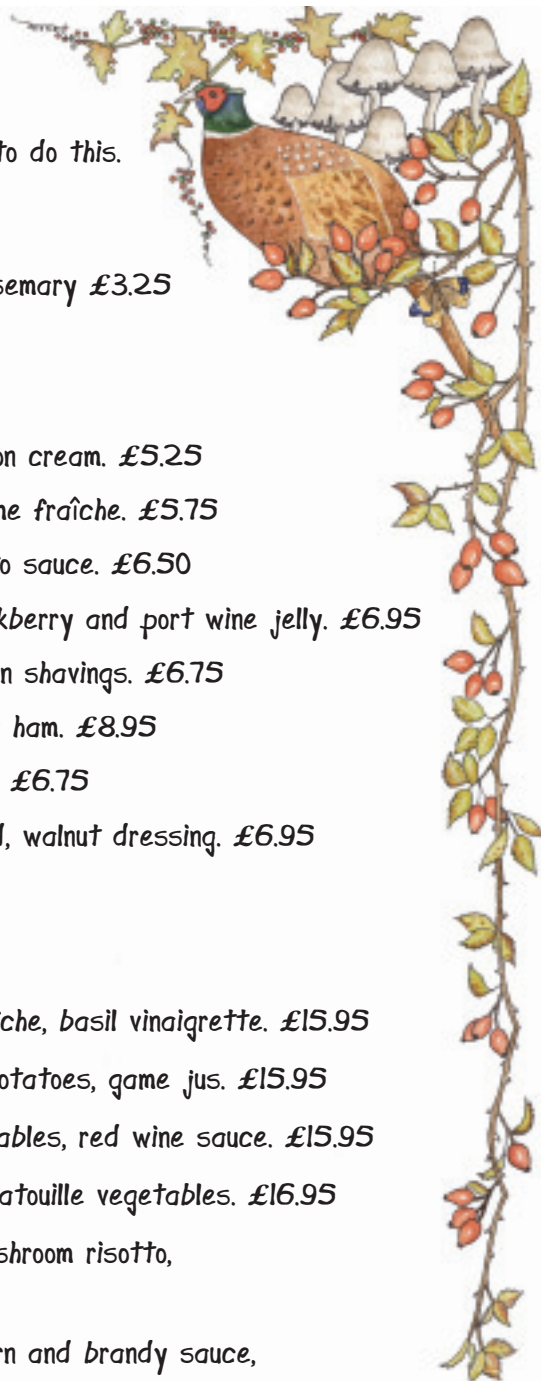 to do this.
semary £3.25
on cream. £5.25
ne fraîche. £5.75
o sauce. £6.50
kberry and port wine jelly. £6.95
n shavings. £6.75
ham. £8.95
£6.75
, walnut dressing. £6.95
iche, basil vinaigrette. £15.95
otatoes, game jus. £15.95
ables, red wine sauce. £15.95
atouille vegetables. £16.95
shroom risotto,
rn and brandy sauce,